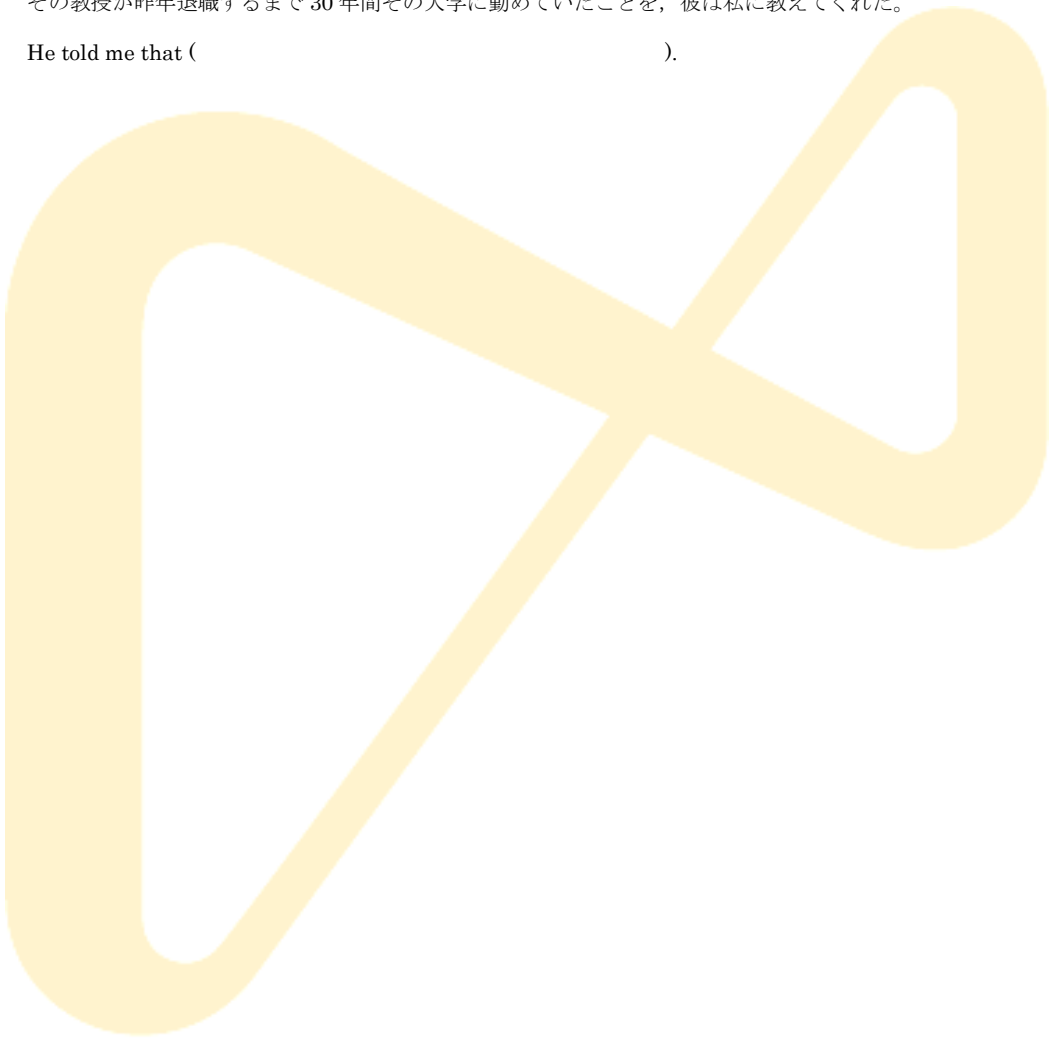 その教授が昨年退職するまで 30 年間その大学に勤めていたことを，彼は私に教えてくれた。
He told me that ( ).